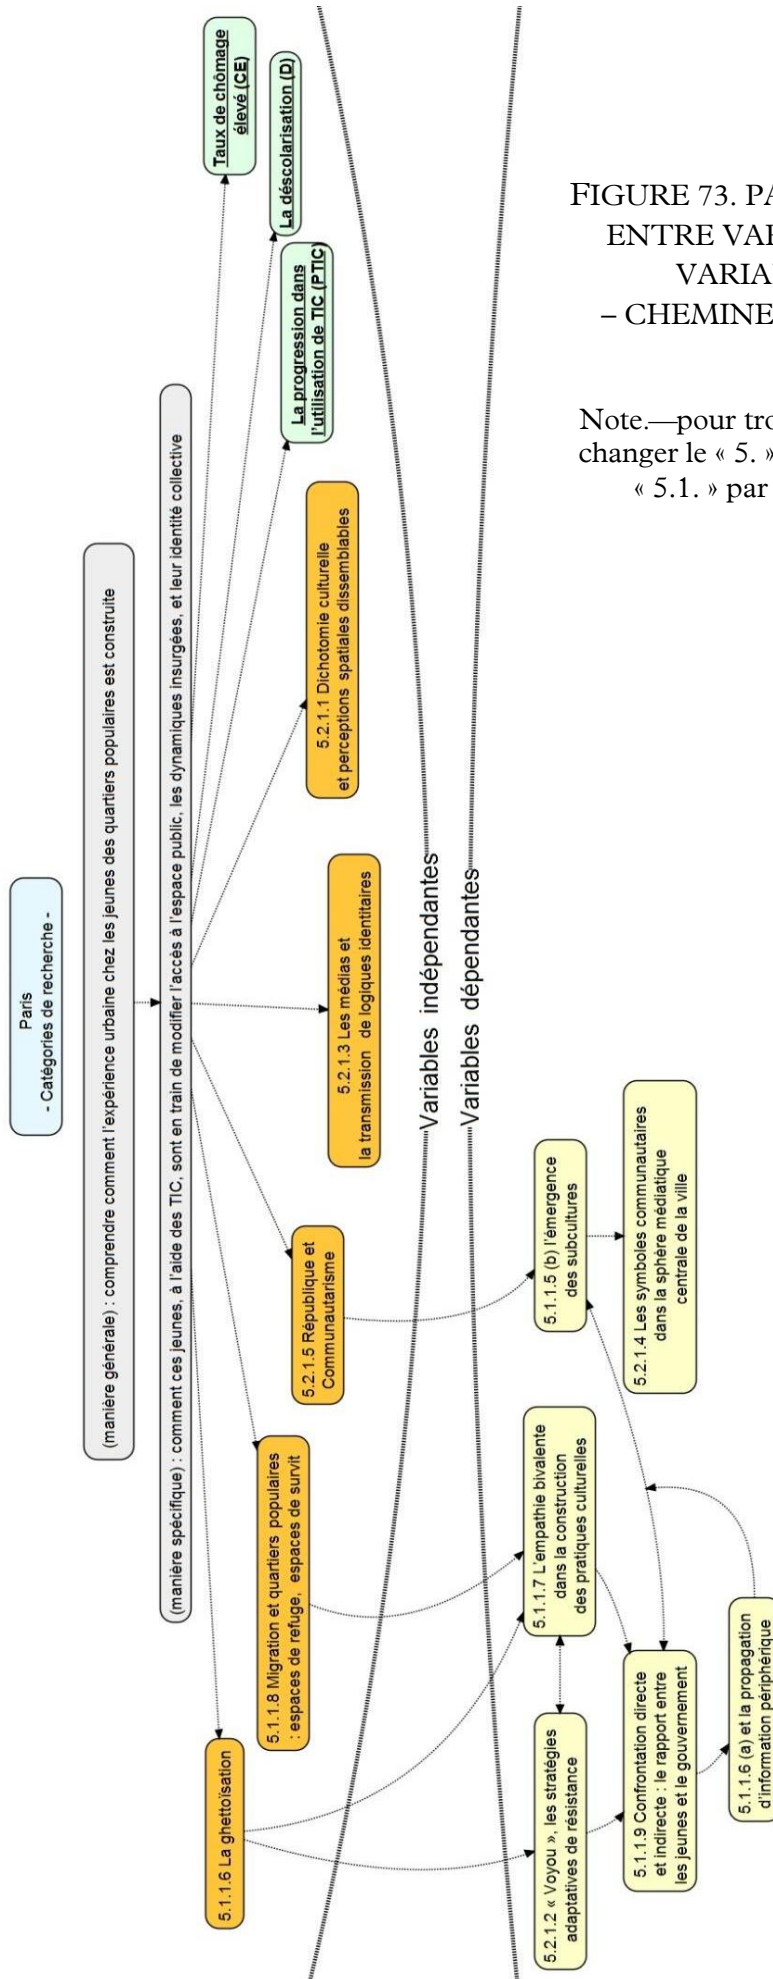 Paris
- Catégories de recherche -
(manière générale) : comprendre comment l'expérience urbaine chez les jeunes des quartiers populaires est construite
(manière spécifique) : comment ces jeunes, à l'aide des TIC, sont en train de modifier l'accès à l'espace public, les dynamiques insurgées, et leur identité collective
5.1.1.6 La ghettoïsation
5.1.1.8 Migration et quartiers populaires
: espaces de refuge, espaces de survit
5.2.1.5 République et
Communautarisme
5.2.1.3 Les médias et
la transmission de logiques identitaires
5.2.1.1 Dichotomie culturelle
et perceptions spatiales dissemblables
La progression dans
l'utilisation de TIC (PTIC)
La déscolarisation (D)
Taux de chômage
élevé (CE)
Variables indépendantes
Variables dépendantes
5.2.1.2 « Voyou », les stratégies
adaptatives de résistance
5.1.1.7 L'empathie bivalente
dans la construction
des pratiques culturelles
5.1.1.5 (b) l'émergence
des subcultures
5.1.1.9 Confrontation directe
et indirecte : le rapport entre
les jeunes et le gouvernement
5.2.1.4 Les symboles communautaires
dans la sphère médiatique
centrale de la ville
5.1.1.6 (a) et la propagation
d'information périphérique
FIGURE 73. PA
ENTRE VAR
VARIA
– CHEMINE
Note.—pour tro
changer le « 5. »
« 5.1. » par